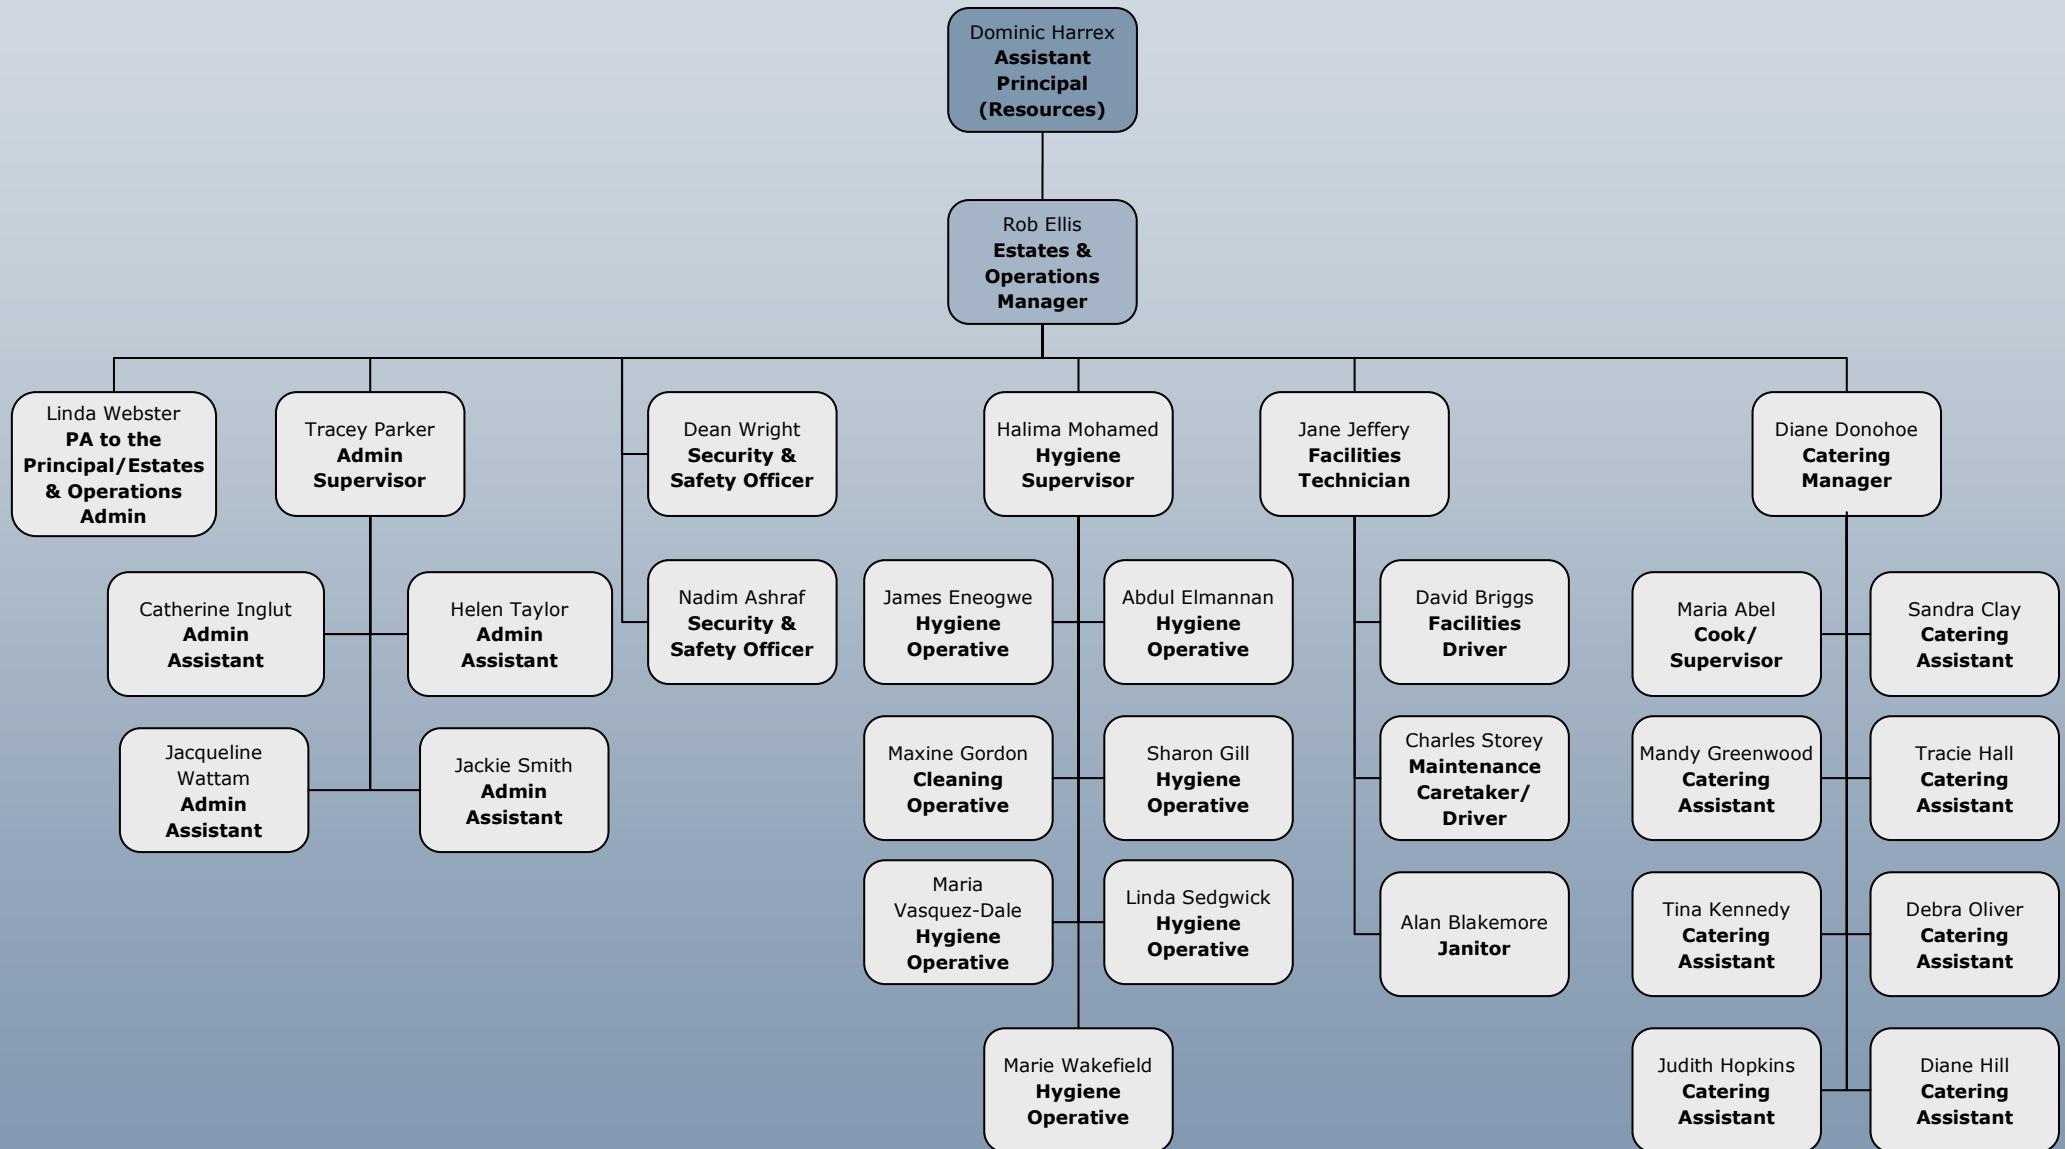 Dominic Harrex
Assistant
Principal
(Resources)
Rob Ellis
Estates &
Operations
Manager
Linda Webster
PA to the
Principal/Estates
& Operations
Admin
Tracey Parker
Admin
Supervisor
Dean Wright
Security &
Safety Officer
Halima Mohamed
Hygiene
Supervisor
Jane Jeffery
Facilities
Technician
Diane Donohoe
Catering
Manager
Catherine Inglut
Admin
Assistant
Helen Taylor
Admin
Assistant
Nadim Ashraf
Security &
Safety Officer
James Eneogwe
Hygiene
Operative
Abdul Elmannan
Hygiene
Operative
David Briggs
Facilities
Driver
Maria Abel
Cook/
Supervisor
Sandra Clay
Catering
Assistant
Jacqueline
Wattam
Admin
Assistant
Jackie Smith
Admin
Assistant
Maxine Gordon
Cleaning
Operative
Sharon Gill
Hygiene
Operative
Charles Storey
Maintenance
Caretaker/
Driver
Mandy Greenwood
Catering
Assistant
Tracie Hall
Catering
Assistant
Maria
Vasquez-Dale
Hygiene
Operative
Linda Sedgwick
Hygiene
Operative
Alan Blakemore
Janitor
Tina Kennedy
Catering
Assistant
Debra Oliver
Catering
Assistant
Marie Wakefield
Hygiene
Operative
Judith Hopkins
Catering
Assistant
Diane Hill
Catering
Assistant